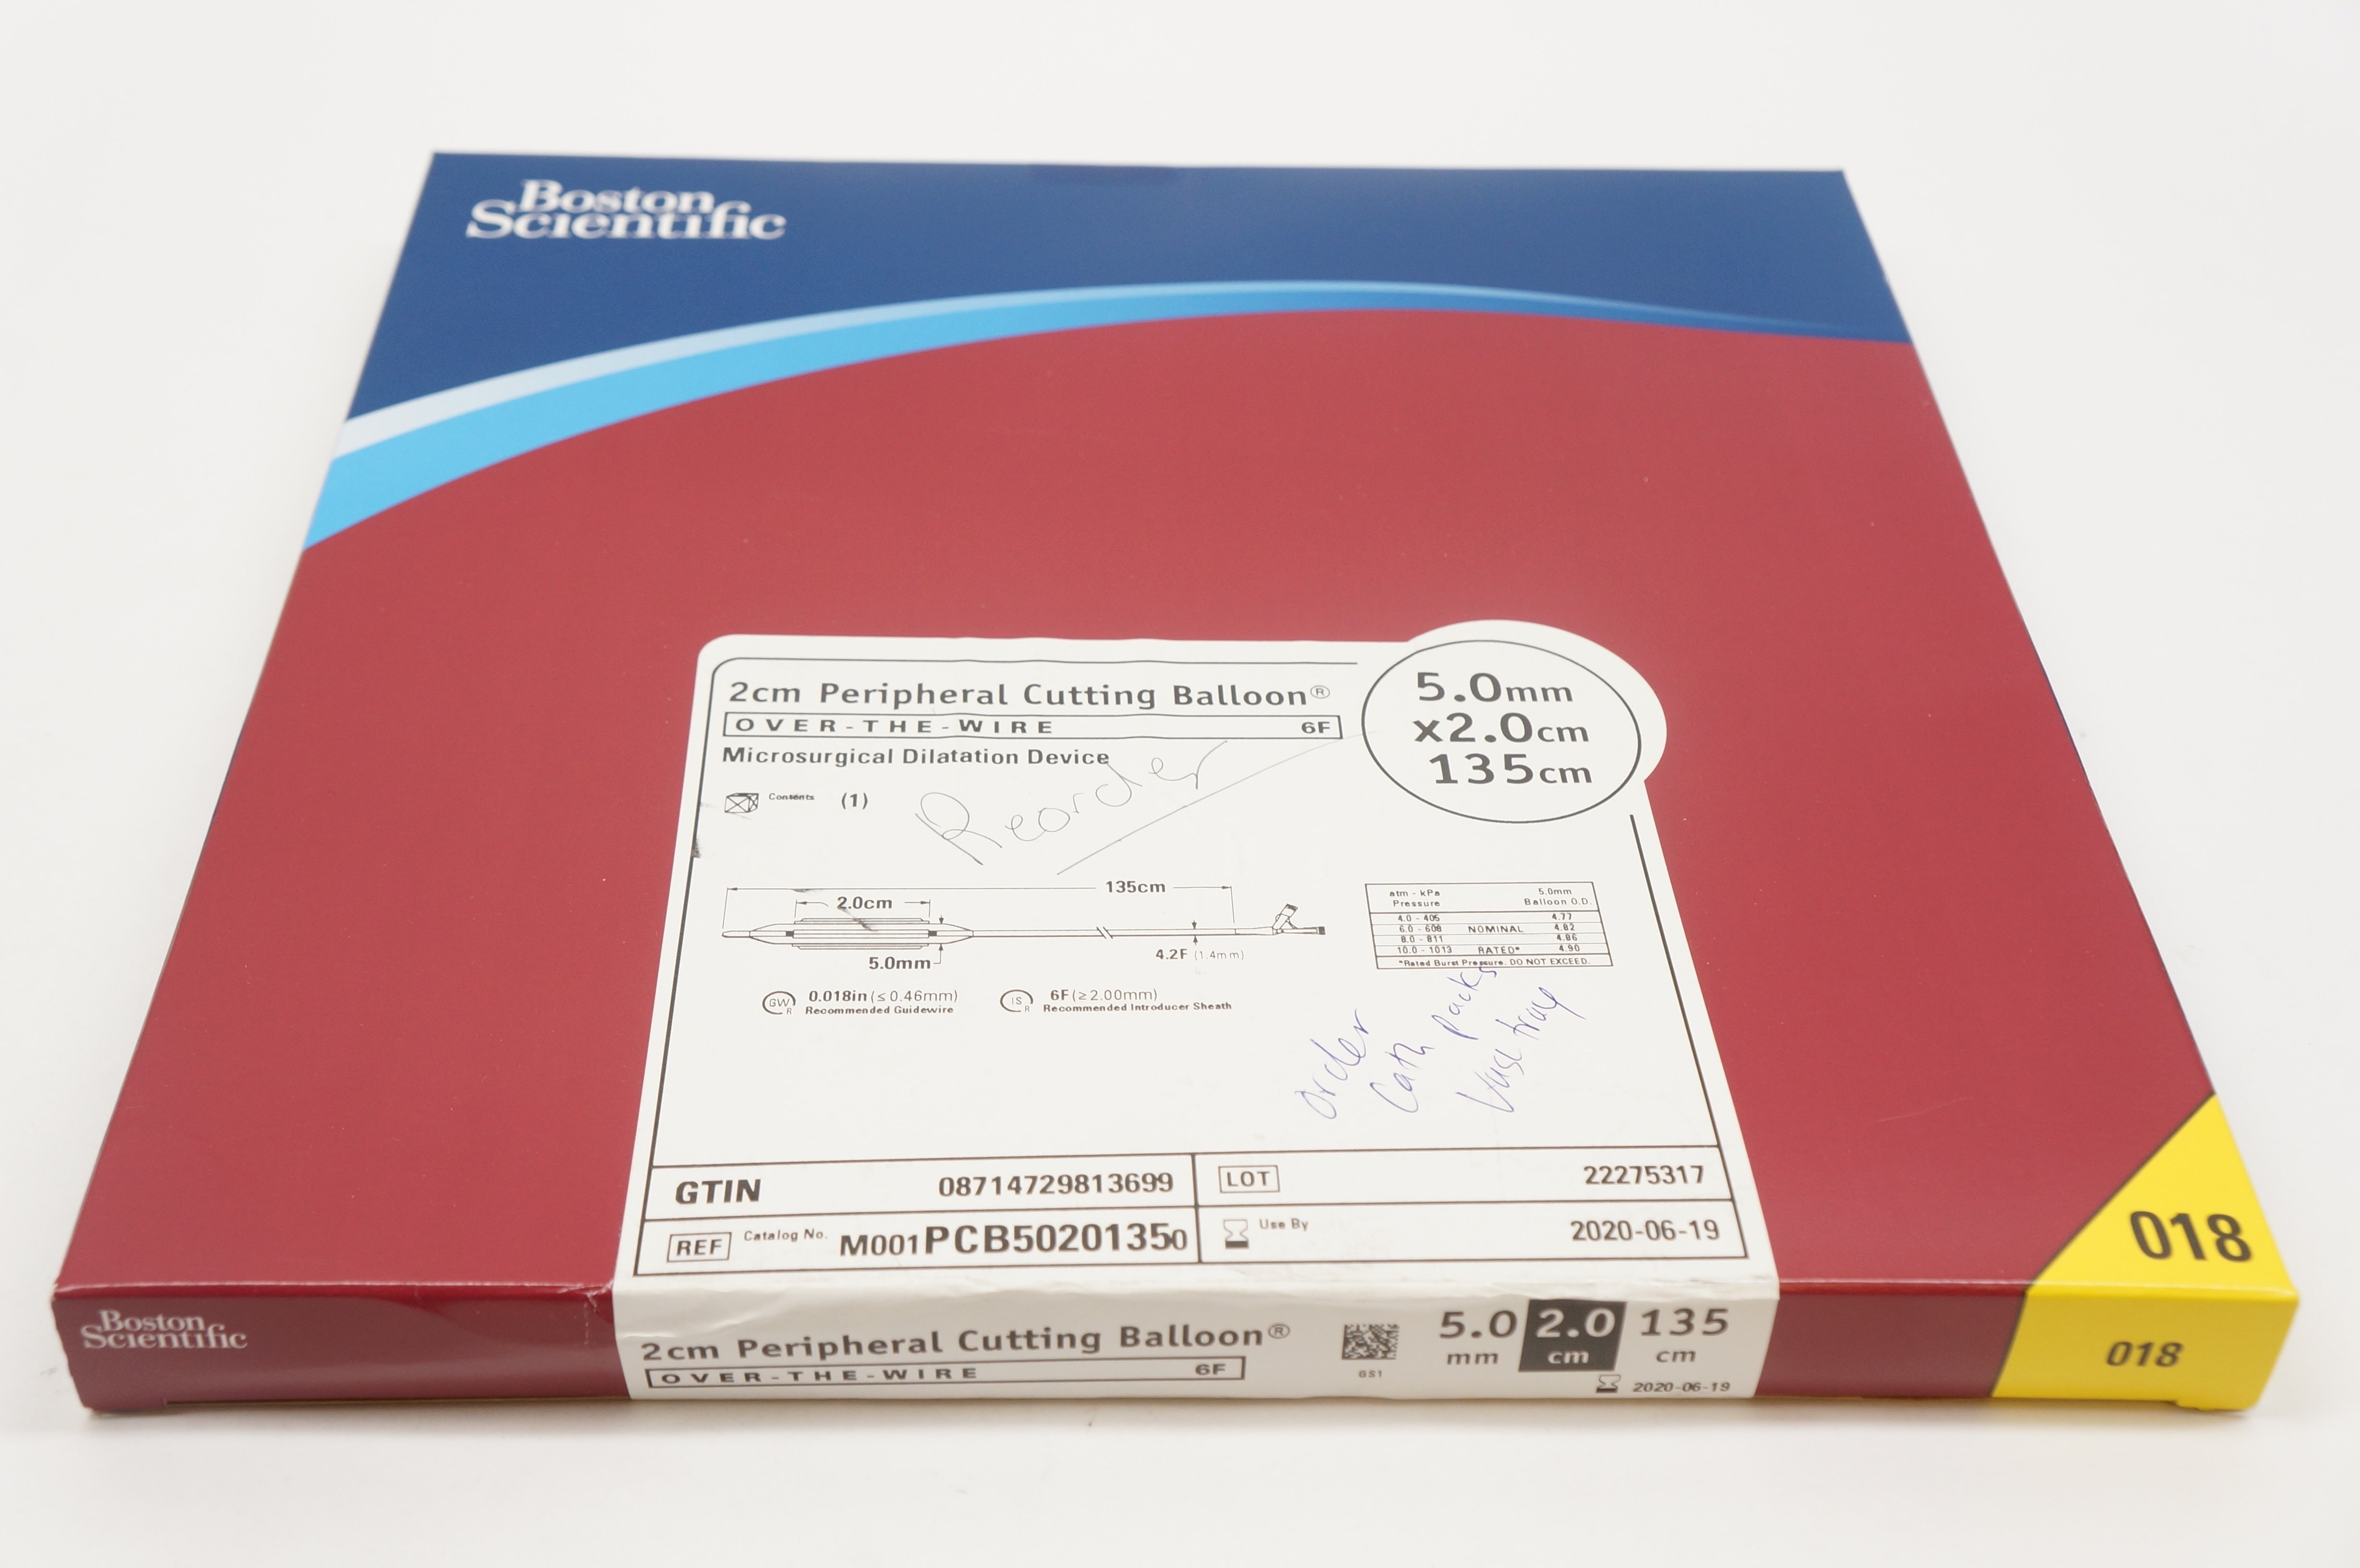 Boston
Scientific
2cm Peripheral Cutting Balloon®
OVER-THE-WIRE 6F
Microsurgical Dilatation Device
5.0mm
x2.0cm
135cm
Contents (1)
Reorder
135cm
2.0cm
5.0mm
4.2F (1.4mm)
atm - kPa 5.0mm
Pressure Balloon O.D.
4.0 - 405 4.77
6.0 - 608 NOMINAL 4.82
8.0 - 811 4.86
10.0 - 1013 RATED* 4.90
*Rated Burst Pressure. DO NOT EXCEED.
GW R 0.018in (≤0.46mm)
Recommended Guidewire
IS R 6F (≥2.00mm)
Recommended Introducer Sheath
Order
Cath Packs
tray
GTIN 08714729813699
LOT 22275317
REF Catalog No. M001PCB50201350
Use By 2020-06-19
018
Boston
Scientific
2cm Peripheral Cutting Balloon®
OVER-THE-WIRE 6F
GS1
5.0 2.0 135
mm cm cm
2020-06-19
018